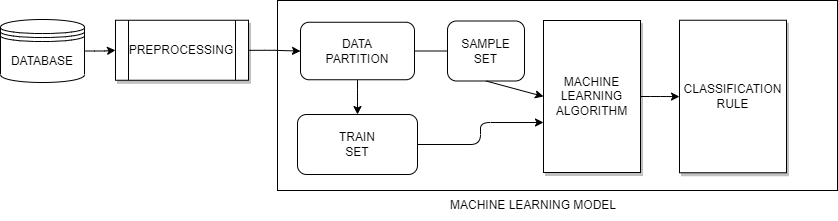 DATABASE
PREPROCESSING
DATA
PARTITION
SAMPLE
SET
TRAIN
SET
MACHINE
LEARNING
ALGORITHM
CLASSIFICATION
RULE
MACHINE LEARNING MODEL